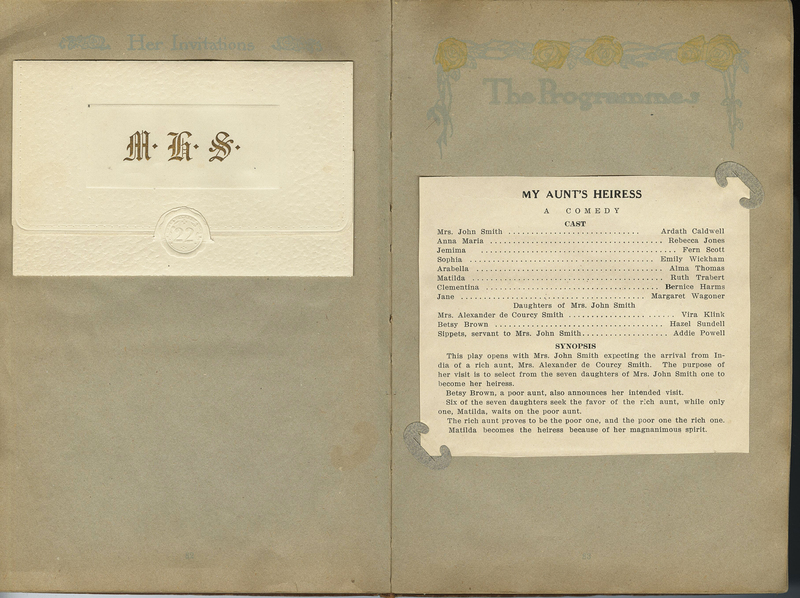 Her Invitations
M. H. S.
'22
The Programmes
MY AUNT'S HEIRESS
A COMEDY
CAST
Mrs. John Smith .......................... Ardath Caldwell
Anna Maria .................................. Rebecca Jones
Jemima ....................................... Fern Scott
Sophia ..................................... Emily Wickham
Arabella ..................................... Alma Thomas
Matilda ...................................... Ruth Trabert
Clementina ................................. Bernice Harms
Jane .................................... Margaret Wagoner
Daughters of Mrs. John Smith
Mrs. Alexander de Courcy Smith ..................... Vira Klink
Betsy Brown ................................. Hazel Sundell
Sippets, servant to Mrs. John Smith................... Addie Powell
SYNOPSIS
This play opens with Mrs. John Smith expecting the arrival from In-
dia of a rich aunt, Mrs. Alexander de Courcy Smith. The purpose of
her visit is to select from the seven daughters of Mrs. John Smith one to
become her heiress.
Betsy Brown, a poor aunt, also announces her intended visit.
Six of the seven daughters seek the favor of the rich aunt, while only
one, Matilda, waits on the poor aunt.
The rich aunt proves to be the poor one, and the poor one the rich one.
Matilda becomes the heiress because of her magnanimous spirit.